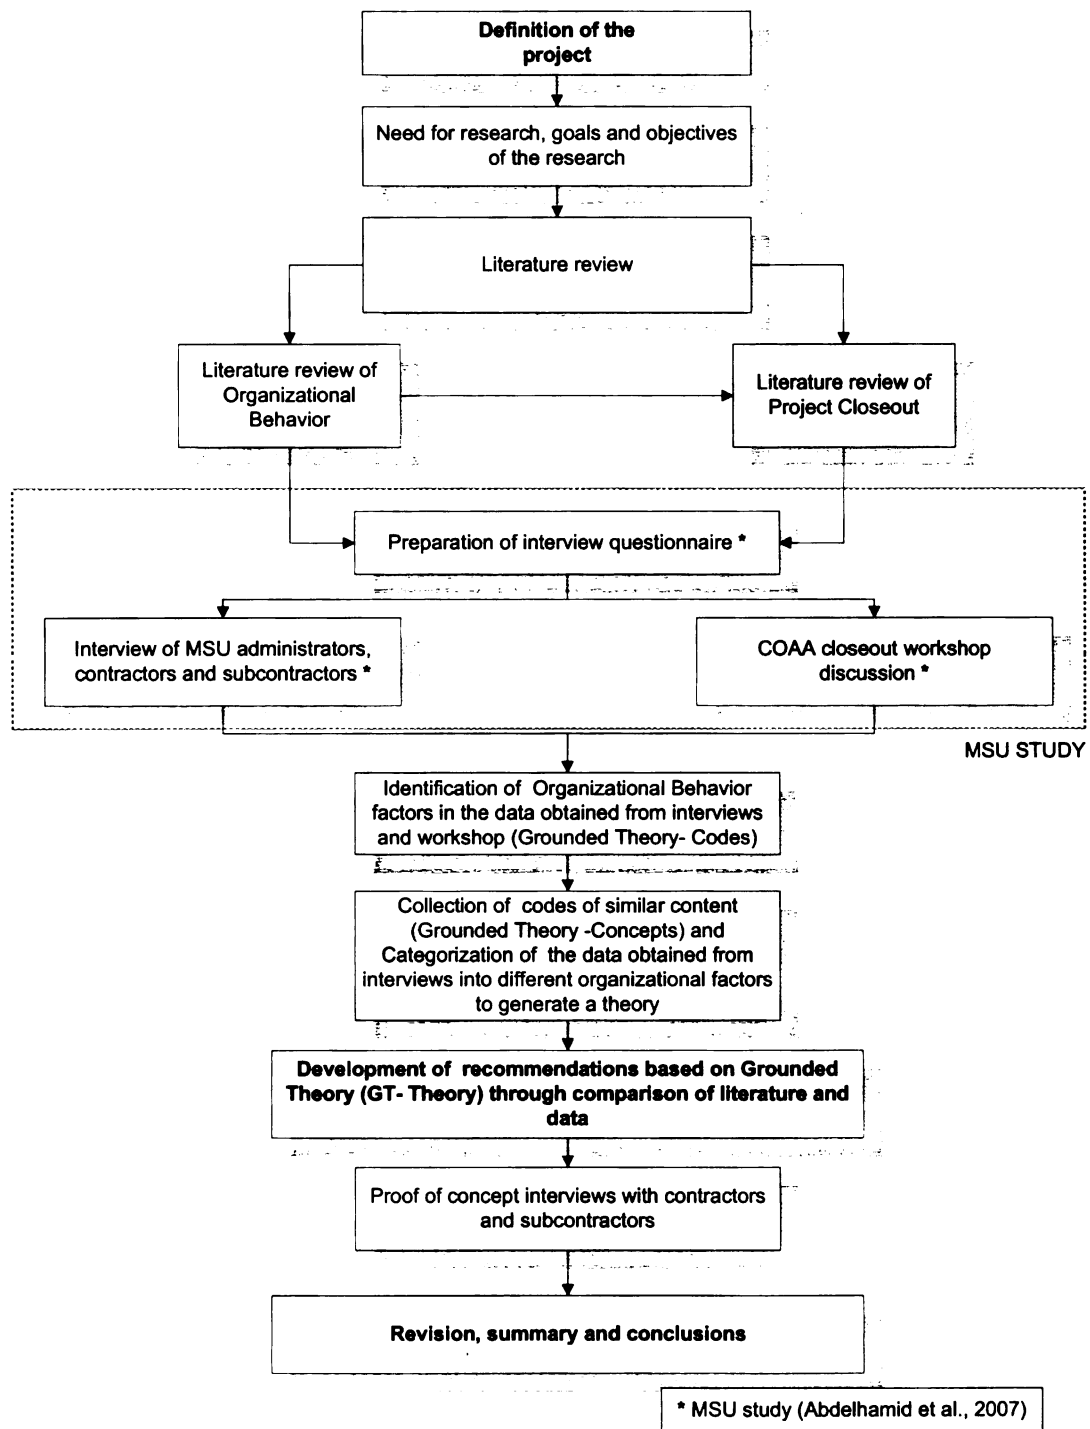 Definition of the
project
Need for research, goals and objectives
of the research
Literature review
Literature review of
Organizational
Behavior
Literature review of
Project Closeout
Preparation of interview questionnaire *
Interview of MSU administrators,
contractors and subcontractors *
COAA closeout workshop
discussion *
MSU STUDY
Identification of Organizational Behavior
factors in the data obtained from interviews
and workshop (Grounded Theory- Codes)
Collection of codes of similar content
(Grounded Theory -Concepts) and
Categorization of the data obtained from
interviews into different organizational factors
to generate a theory
Development of recommendations based on Grounded
Theory (GT- Theory) through comparison of literature and
data
Proof of concept interviews with contractors
and subcontractors
Revision, summary and conclusions
* MSU study (Abdelhamid et al., 2007)